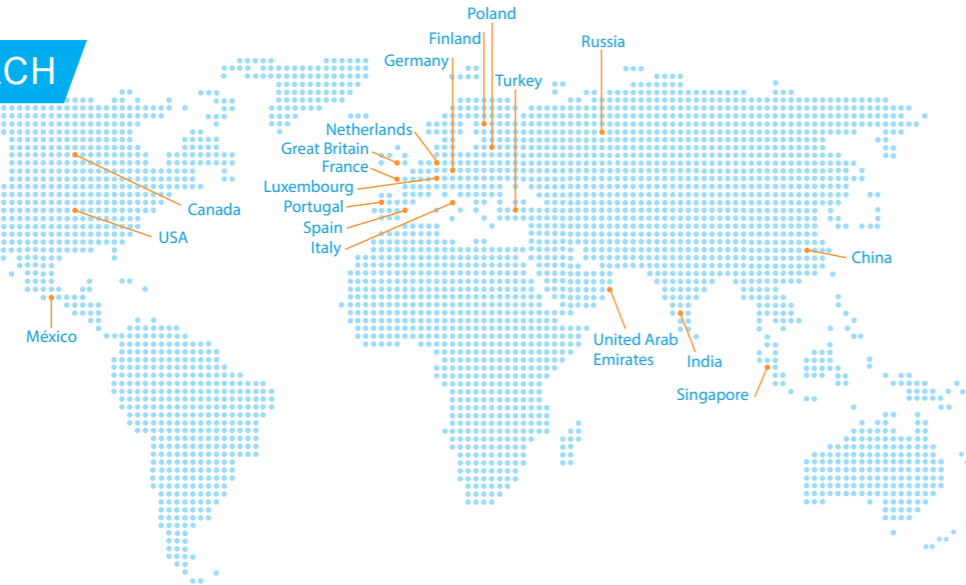 Poland
Finland
Russia
Germany
Turkey
Netherlands
Great Britain
France
Luxembourg
Portugal
Spain
Italy
Canada
USA
China
México
United Arab
Emirates
India
Singapore